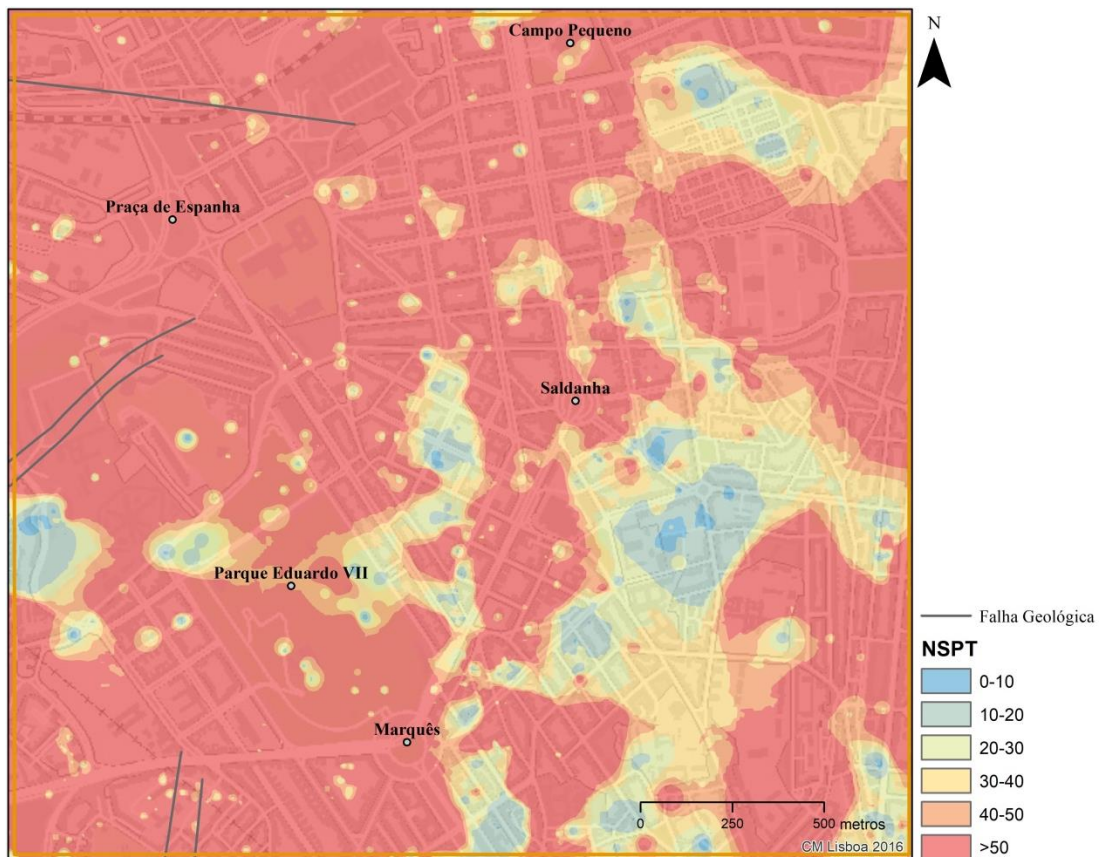 Campo Pequeno
N
Praça de Espanha
Saldanha
Parque Eduardo VII
Marquês
Falha Geológica
NSPT
0-10
10-20
20-30
30-40
40-50
>50
0 250 500 metros
CM Lisboa 2016